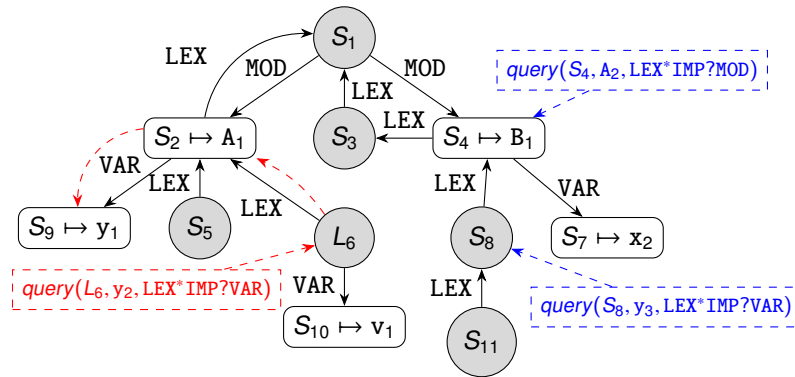 S₁
LEX
MOD
MOD
query(S₄, A₂, LEX*IMP?MOD)
LEX
S₂ ↦ A₁
S₃
LEX
S₄ ↦ B₁
VAR
LEX
LEX
LEX
VAR
S₉ ↦ y₁
S₅
L₆
S₈
S₇ ↦ x₂
query(L₆, y₂, LEX*IMP?VAR)
VAR
LEX
query(S₈, y₃, LEX*IMP?VAR)
S₁₀ ↦ v₁
S₁₁